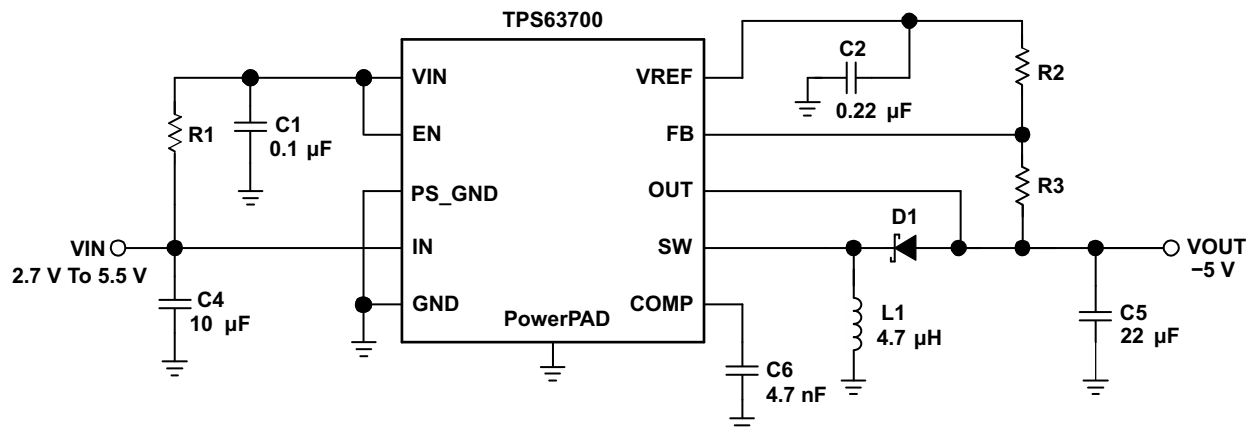 TPS63700
VIN
VREF
C2
0.22 µF
R2
R1
C1
0.1 µF
EN
FB
PS_GND
OUT
R3
D1
VIN
2.7 V To 5.5 V
IN
SW
VOUT
−5 V
C4
10 µF
GND
COMP
PowerPAD
L1
4.7 µH
C5
22 µF
C6
4.7 nF